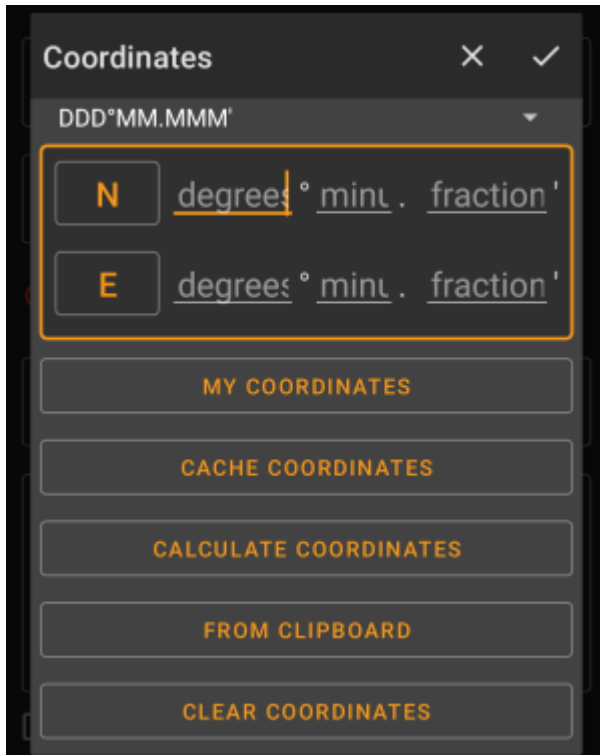 Coordinates
DDD°MM.MMM'
N degrees ° minu . fraction '
E degrees ° minu . fraction '
MY COORDINATES
CACHE COORDINATES
CALCULATE COORDINATES
FROM CLIPBOARD
CLEAR COORDINATES